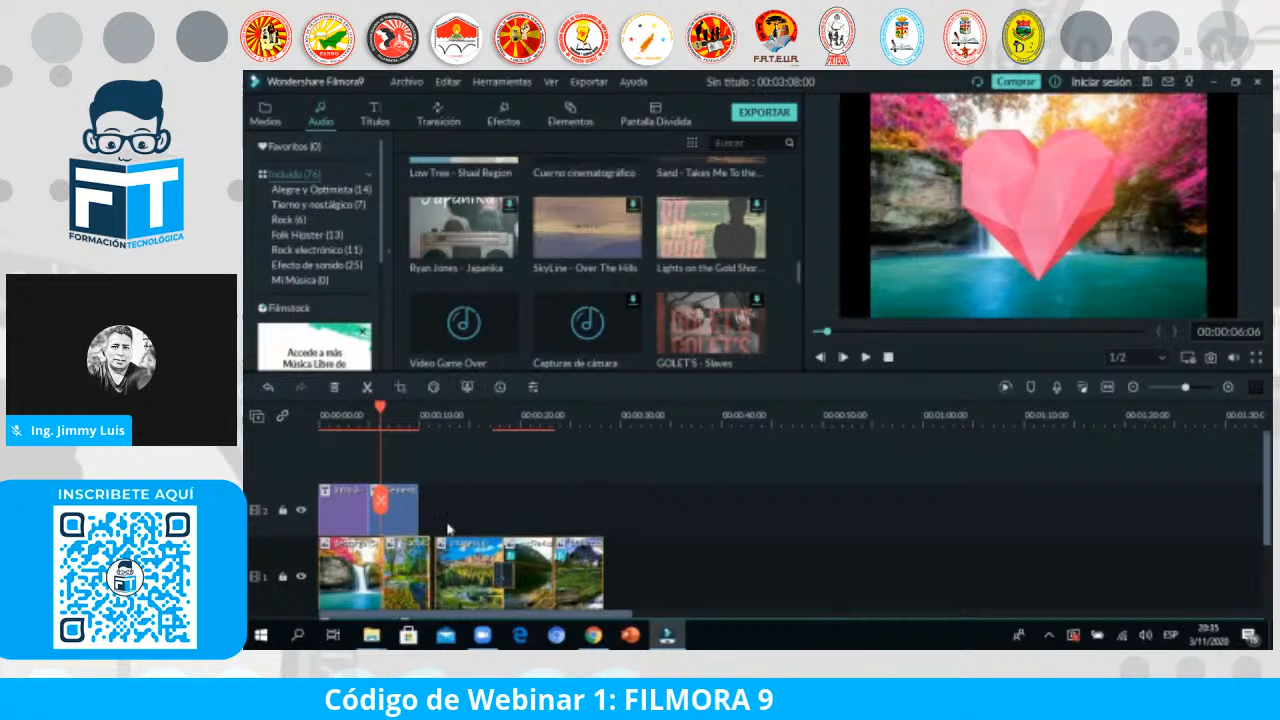 F.R.T.E.U.R.
FT
FORMACIÓN TECNOLÓGICA
Ing. Jimmy Luis
INSCRIBETE AQUÍ
Wondershare Filmora9
Archivo Editar Herramientas Ver Exportar Ayuda
Sin título : 00:03:08:00
Comprar
Iniciar sesión
Medios Audio Títulos Transición Efectos Elementos Pantalla Dividida
EXPORTAR
Favoritos (0)
Buscar
Incluido (76)
Alegre y Optimista (14)
Tierno y nostálgico (7)
Rock (6)
Folk Hipster (13)
Rock electrónico (11)
Efecto de sonido (25)
Mi Música (0)
Filmstock
Accede a más
Música Libre de
Low Tree - Shaal Region
Cuerno cinematográfico
Sand - Takes Me To the...
Ryan Jones - Japanika
SkyLine - Over The Hills
Lights on the Gold Shor...
Video Game Over
Capturas de cámara
GOLET'S - Slaves
00:00:06:06
1/2
00:00:00:00 00:00:10:00 00:00:20:00 00:00:30:00 00:00:40:00 00:00:50:00 00:01:00:00 00:01:10:00 00:01:20:00 00:01:30:0
2
1
ESP
20:35
3/11/2020
Código de Webinar 1: FILMORA 9